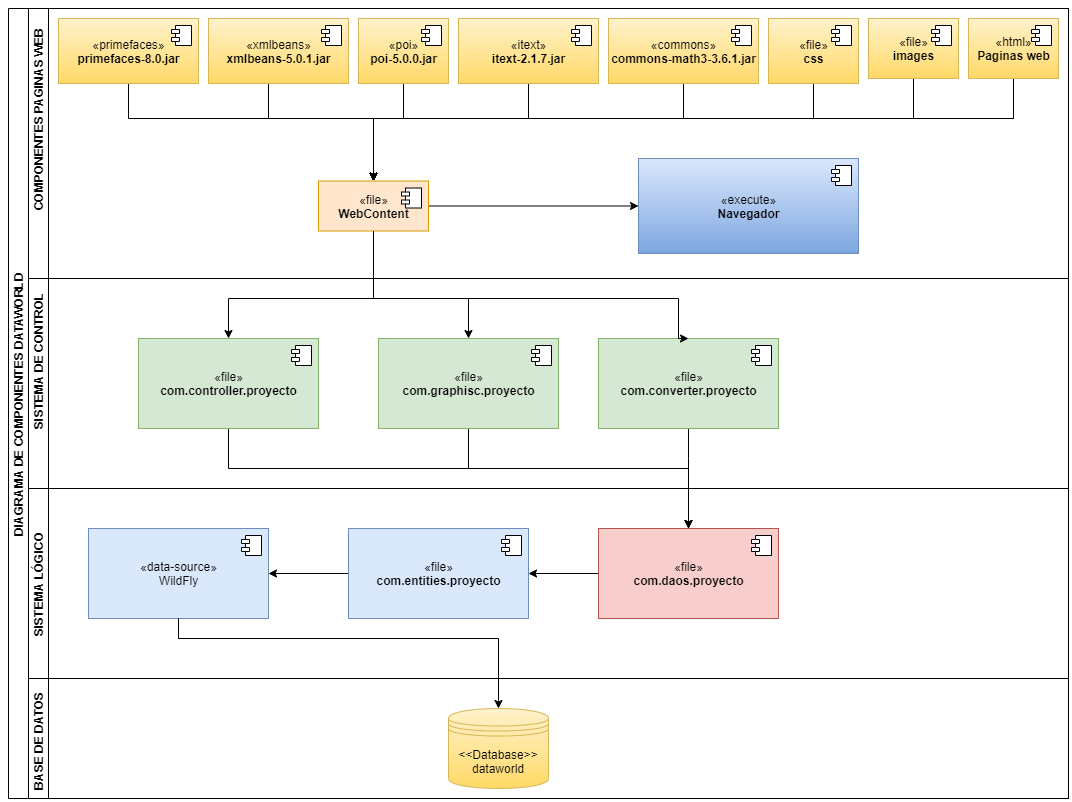 DIAGRAMA DE COMPONENTES DATAWORLD
COMPONENTES PAGINAS WEB
«primefaces»
primefaces-8.0.jar
«xmlbeans»
xmlbeans-5.0.1.jar
«poi»
poi-5.0.0.jar
«itext»
itext-2.1.7.jar
«commons»
commons-math3-3.6.1.jar
«file»
css
«file»
images
«html»
Paginas web
«file»
WebContent
«execute»
Navegador
SISTEMA DE CONTROL
«file»
com.controller.proyecto
«file»
com.graphisc.proyecto
«file»
com.converter.proyecto
SISTEMA LÓGICO
«data-source»
WildFly
«file»
com.entities.proyecto
«file»
com.daos.proyecto
BASE DE DATOS
<<Database>>
dataworld